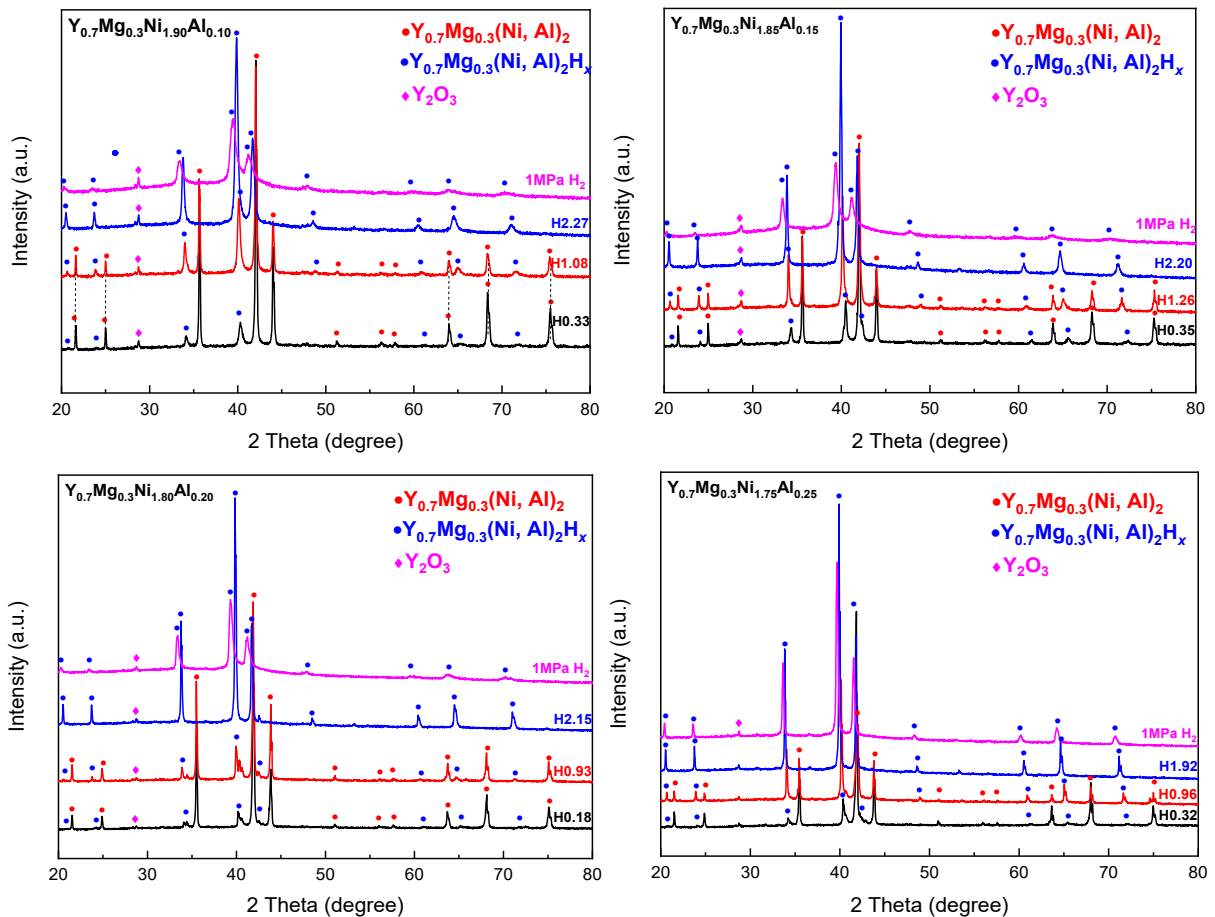 Y0.7Mg0.3Ni1.90Al0.10
Y0.7Mg0.3(Ni, Al)2
Y0.7Mg0.3(Ni, Al)2Hx
Y2O3
1MPa H2
H2.27
H1.08
H0.33
Intensity (a.u.)
20 30 40 50 60 70 80
2 Theta (degree)
Y0.7Mg0.3Ni1.85Al0.15
Y0.7Mg0.3(Ni, Al)2
Y0.7Mg0.3(Ni, Al)2Hx
Y2O3
1MPa H2
H2.20
H1.26
H0.35
Intensity (a.u.)
20 30 40 50 60 70 80
2 Theta (degree)
Y0.7Mg0.3Ni1.80Al0.20
Y0.7Mg0.3(Ni, Al)2
Y0.7Mg0.3(Ni, Al)2Hx
Y2O3
1MPa H2
H2.15
H0.93
H0.18
Intensity (a.u.)
20 30 40 50 60 70 80
2 Theta (degree)
Y0.7Mg0.3Ni1.75Al0.25
Y0.7Mg0.3(Ni, Al)2
Y0.7Mg0.3(Ni, Al)2Hx
Y2O3
1MPa H2
H1.92
H0.96
H0.32
Intensity (a.u.)
20 30 40 50 60 70 80
2 Theta (degree)